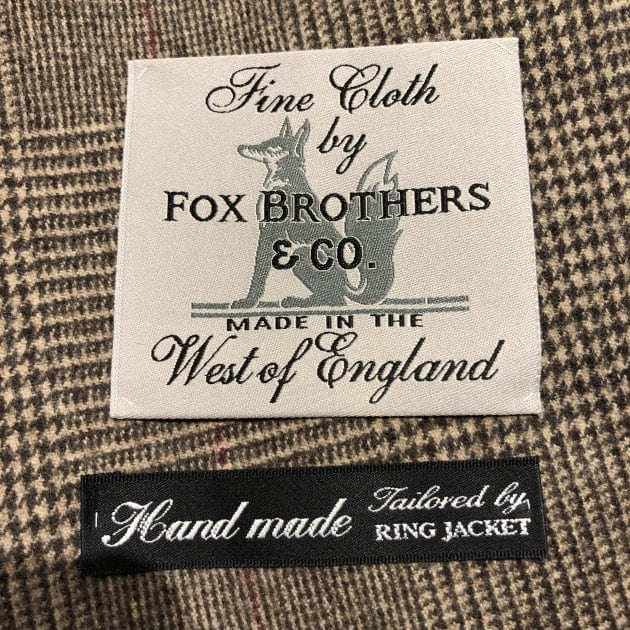 Fine Cloth
by
FOX BROTHERS
& CO.
MADE IN THE
West of England
Hand made
Tailored by
RING JACKET